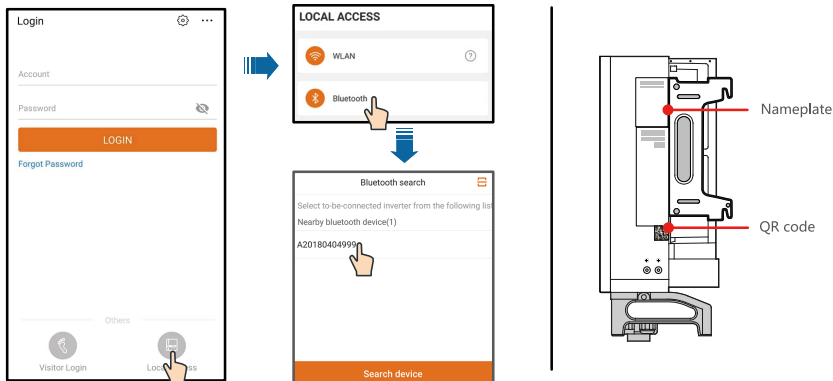 Login
Account
Password
LOGIN
Forgot Password
Others
Visitor Login
LOCAL ACCESS
WLAN
?
Bluetooth
Bluetooth search
Select to-be-connected inverter from the following list
Nearby bluetooth device(1)
A20180404999
Search device
Nameplate
QR code